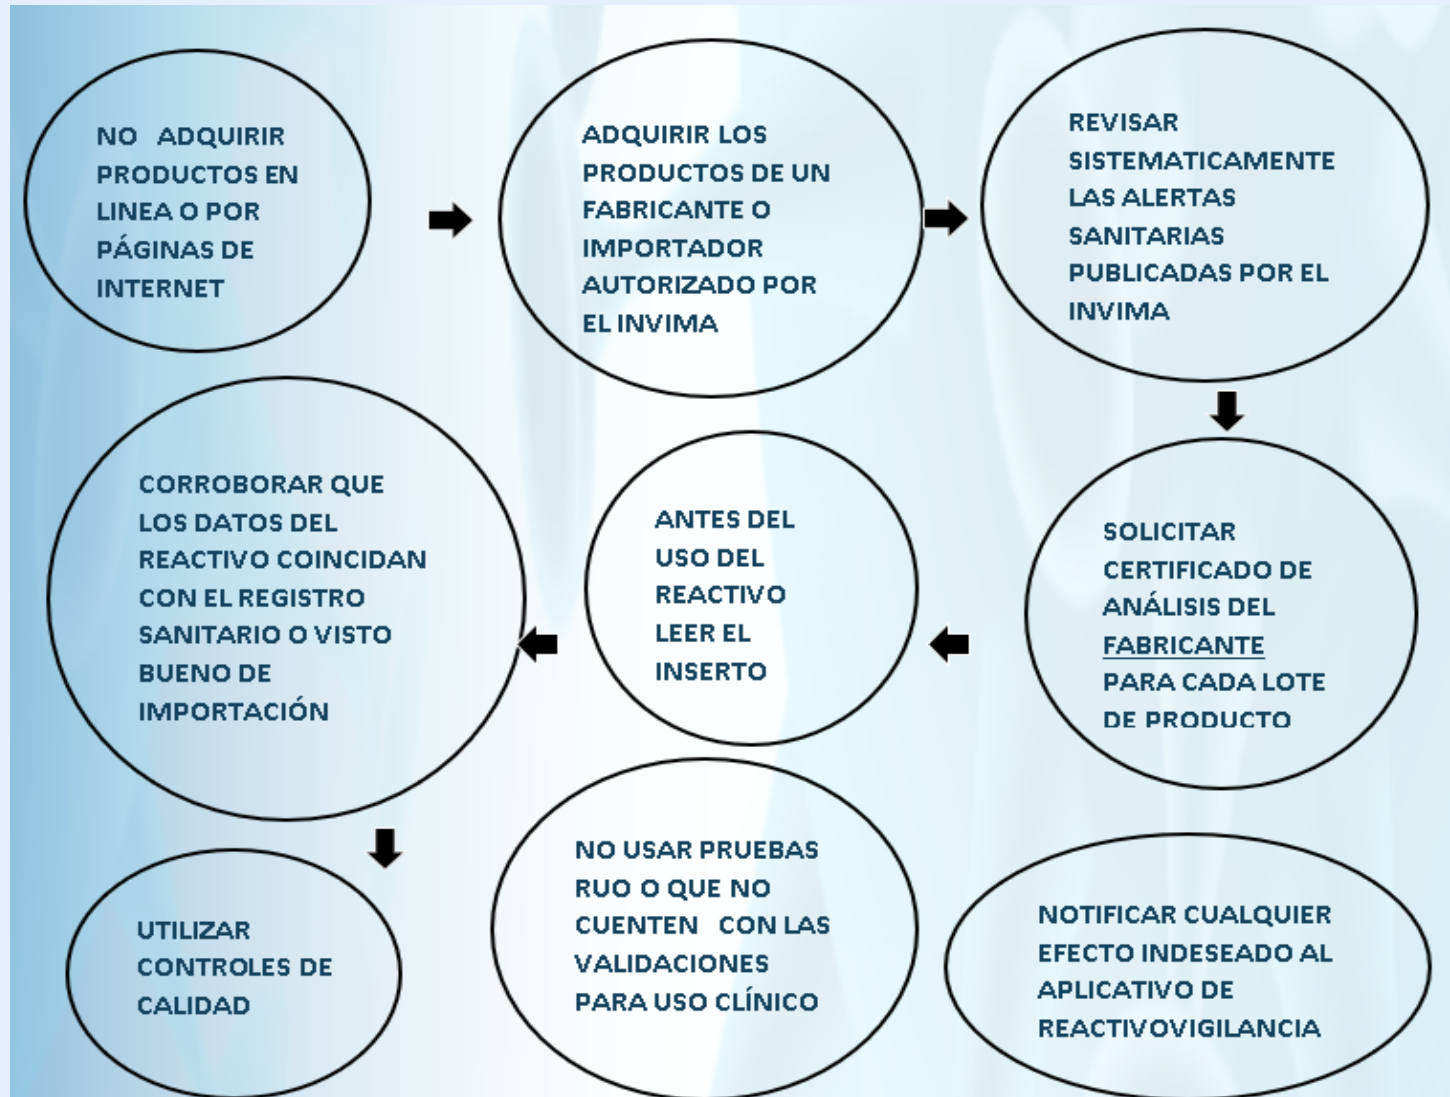 NO ADQUIRIR
PRODUCTOS EN
LINEA O POR
PÁGINAS DE
INTERNET
ADQUIRIR LOS
PRODUCTOS DE UN
FABRICANTE O
IMPORTADOR
AUTORIZADO POR
EL INVIMA
REVISAR
SISTEMATICAMENTE
LAS ALERTAS
SANITARIAS
PUBLICADAS POR EL
INVIMA
SOLICITAR
CERTIFICADO DE
ANÁLISIS DEL
FABRICANTE
PARA CADA LOTE
DE PRODUCTO
ANTES DEL
USO DEL
REACTIVO
LEER EL
INSERTO
CORROBORAR QUE
LOS DATOS DEL
REACTIVO COINCIDAN
CON EL REGISTRO
SANITARIO O VISTO
BUENO DE
IMPORTACIÓN
UTILIZAR
CONTROLES DE
CALIDAD
NO USAR PRUEBAS
RUO O QUE NO
CUENTEN CON LAS
VALIDACIONES
PARA USO CLÍNICO
NOTIFICAR CUALQUIER
EFECTO INDESEADO AL
APLICATIVO DE
REACTIVOVIGILANCIA